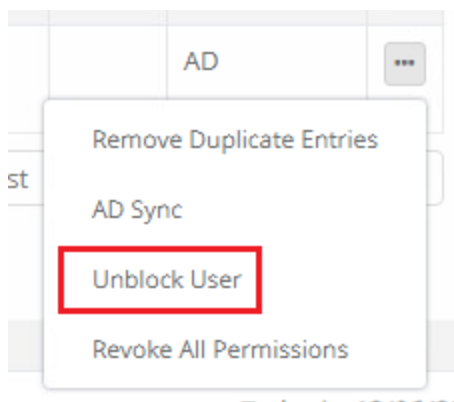 AD
Remove Duplicate Entries
st
AD Sync
Unblock User
Revoke All Permissions